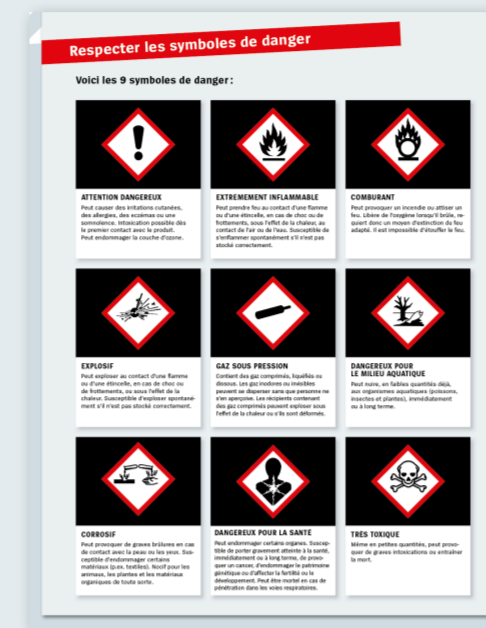 Respecter les symboles de danger
Voici les 9 symboles de danger:
ATTENTION DANGEREUX
Peut causer des irritations cutanées,
des allergies, des eczémas ou une
somnolence. Intoxication possible dès
le premier contact avec le produit.
Peut endommager la couche d'ozone.
EXTREMEMENT INFLAMMABLE
Peut prendre feu au contact d'une flamme
ou d'une étincelle, en cas de choc ou de
frottements, sous l'effet de la chaleur, au
contact de l'air ou de l'eau. Susceptible de
s'enflammer spontanément s'il n'est pas
stocké correctement.
COMBURANT
Peut provoquer un incendie ou attiser un
feu. Libère de l'oxygène lorsqu'il brûle, re-
quiert donc un moyen d'extinction du feu
adapté. Il est impossible d'étouffer le feu.
EXPLOSIF
Peut exploser au contact d'une flamme
ou d'une étincelle, en cas de choc ou
de frottements, ou sous l'effet de la
chaleur. Susceptible d'exploser spontané-
ment s'il n'est pas stocké correctement.
GAZ SOUS PRESSION
Contient des gaz comprimés, liquéfiés ou
dissous. Les gaz inodores ou invisibles
peuvent se disperser sans que personne ne
s'en aperçoive. Les récipients contenant
des gaz comprimés peuvent exploser sous
l'effet de la chaleur ou s'ils sont déformés.
DANGEREUX POUR
LE MILIEU AQUATIQUE
Peut nuire, en faibles quantités déjà,
aux organismes aquatiques (poissons,
insectes et plantes), immédiatement
ou à long terme.
CORROSIF
Peut provoquer de graves brûlures en cas
de contact avec la peau ou les yeux. Sus-
ceptible d'endommager certains
matériaux (p.ex. textiles). Nocif pour les
animaux, les plantes et les matériaux
organiques de toute sorte.
DANGEREUX POUR LA SANTÉ
Peut endommager certains organes. Suscep-
tible de porter gravement atteinte à la santé,
immédiatement ou à long terme, de provo-
quer un cancer, d'endommager le patrimoine
génétique ou d'affecter la fertilité ou le
développement. Peut être mortel en cas de
pénétration dans les voies respiratoires.
TRÈS TOXIQUE
Même en petites quantités, peut provo-
quer de graves intoxications ou entraîner
la mort.